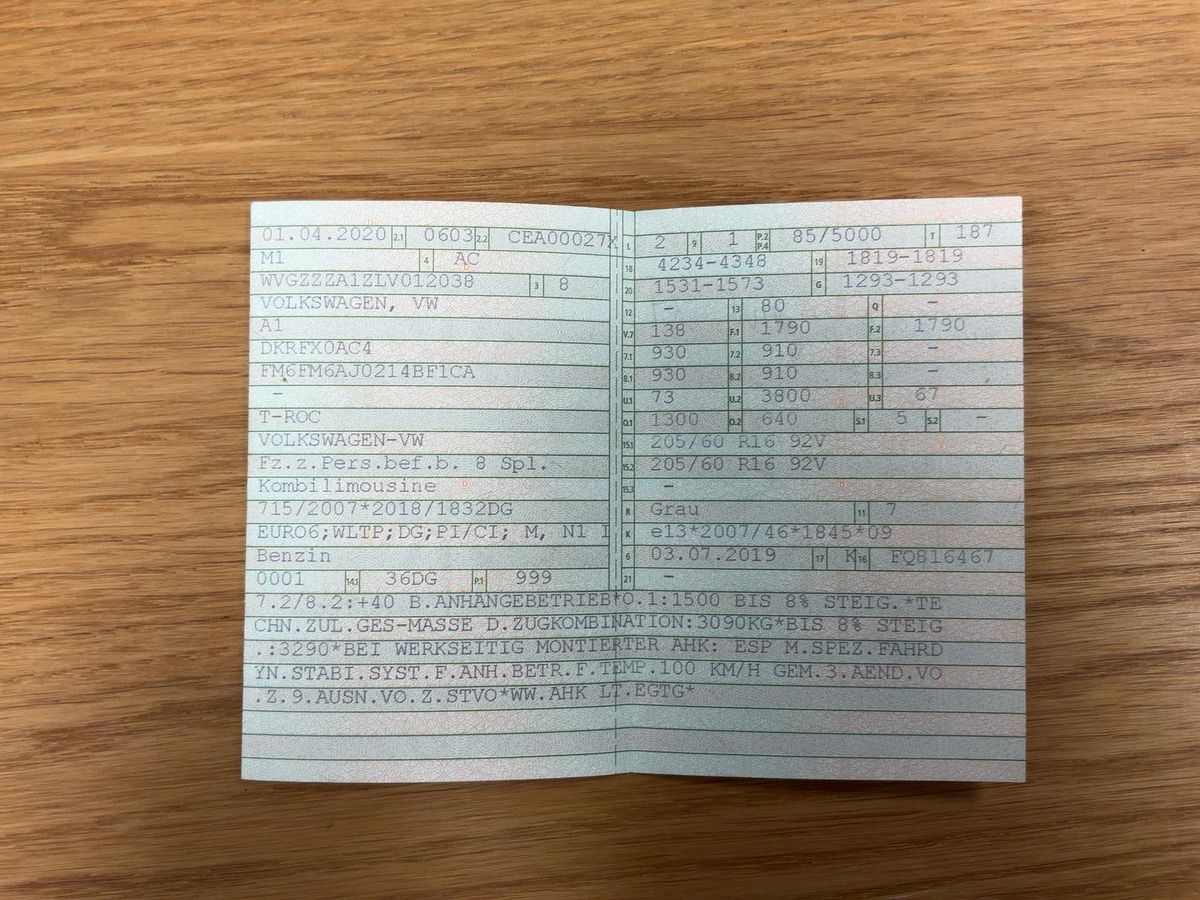 01.04.2020 2.1 0603 2.2 CEA00027X
M1 4 AC
WVGZZZA1ZLV012038 3 8
VOLKSWAGEN, VW
A1
DKRFX0AC4
FM6FM6AJ0214BF1CA
-
T-ROC
VOLKSWAGEN-VW
Fz.z.Pers.bef.b. 8 Spl.
Kombilimousine
715/2007*2018/1832DG
EURO6;WLTP;DG;PI/CI; M, N1 I
Benzin
0001 14.1 36DG P.1 999
L 2 9 1 P.2 P.4 85/5000 T 187
18 4234-4348 19 1819-1819
20 1531-1573 G 1293-1293
12 - 13 80 Q -
V.7 138 F.1 1790 F.2 1790
7.1 930 7.2 910 7.3 -
8.1 930 8.2 910 8.3 -
U.1 73 U.2 3800 U.3 67
O.1 1300 O.2 640 S.1 5 S.2 -
15.1 205/60 R16 92V
15.2 205/60 R16 92V
15.3 -
R Grau 11 7
K e13*2007/46*1845*09
6 03.07.2019 17 K 16 FQ816467
21 -
7.2/8.2:+40 B.ANHÄNGEBETRIEB*O.1:1500 BIS 8% STEIG.*TE
CHN.ZUL.GES-MASSE D.ZUGKOMBINATION:3090KG*BIS 8% STEIG
.:3290*BEI WERKSEITIG MONTIERTER AHK: ESP M.SPEZ.FAHRD
YN.STABI.SYST.F.ANH.BETR.F.TEMP.100 KM/H GEM.3.AEND.VO
.Z.9.AUSN.VO.Z.STVO*WW.AHK LT.EGTG*